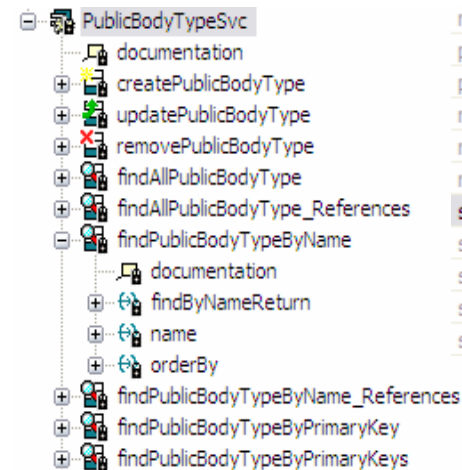 PublicBodyTypeSvc
documentation
createPublicBodyType
updatePublicBodyType
removePublicBodyType
findAllPublicBodyType
findAllPublicBodyType_References
findPublicBodyTypeByName
documentation
findByNameReturn
name
orderBy
findPublicBodyTypeByName_References
findPublicBodyTypeByPrimaryKey
findPublicBodyTypeByPrimaryKeys